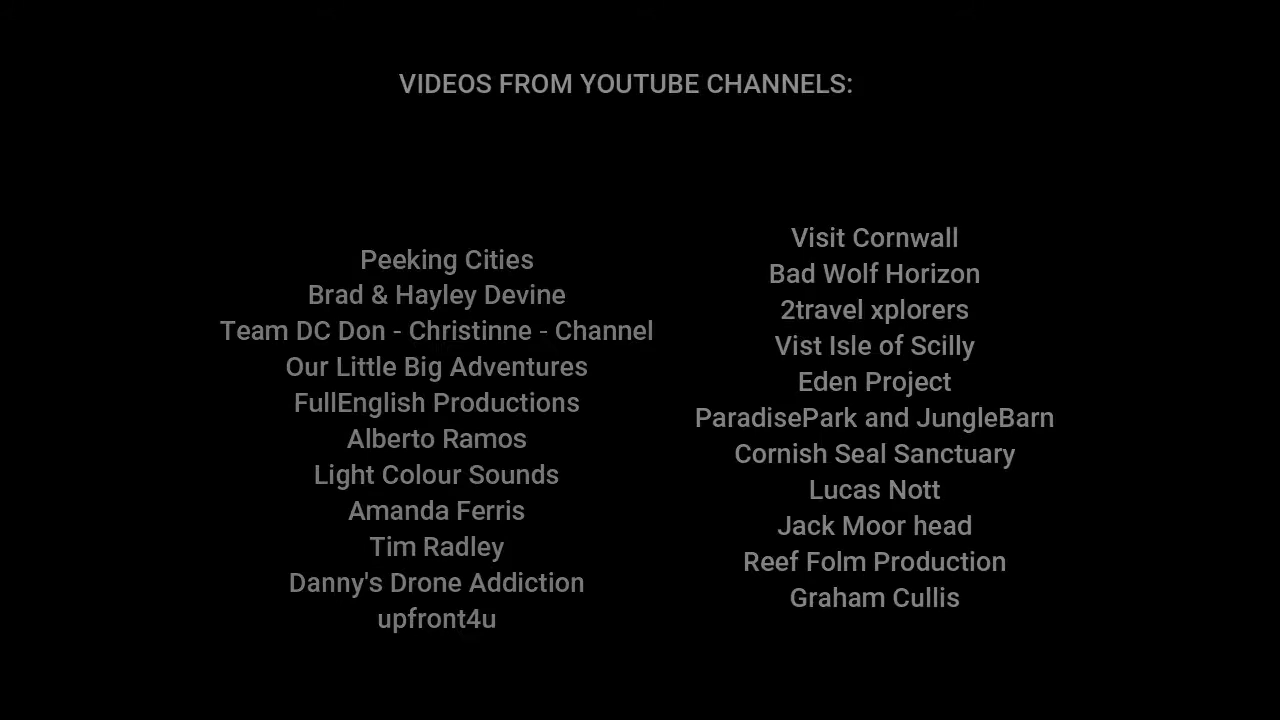 VIDEOS FROM YOUTUBE CHANNELS:
Peeking Cities
Brad & Hayley Devine
Team DC Don - Christinne - Channel
Our Little Big Adventures
FullEnglish Productions
Alberto Ramos
Light Colour Sounds
Amanda Ferris
Tim Radley
Danny's Drone Addiction
upfront4u
Visit Cornwall
Bad Wolf Horizon
2travel xplorers
Vist Isle of Scilly
Eden Project
ParadisePark and JungleBarn
Cornish Seal Sanctuary
Lucas Nott
Jack Moor head
Reef Folm Production
Graham Cullis